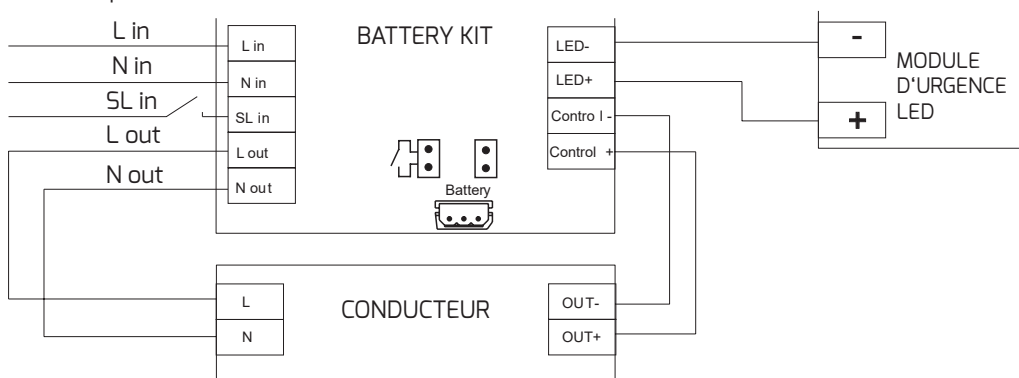 L in
N in
SL in
L out
N out
L in
N in
SL in
L out
N out
BATTERY KIT
Battery
LED-
LED+
Control -
Control +
-
+
MODULE
D'URGENCE
LED
L
N
CONDUCTEUR
OUT-
OUT+